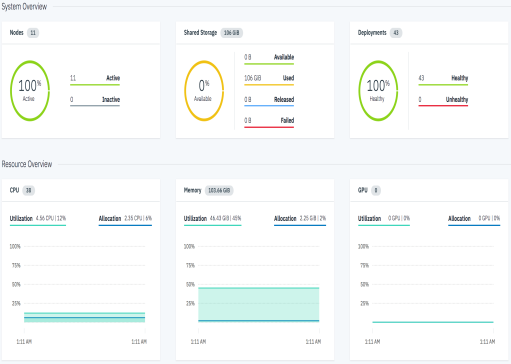 System Overview
Nodes 11
100%
Active
11 Active
0 Inactive
Shared Storage 106 GiB
0%
Available
0 B Available
106 GiB Used
0 B Released
0 B Failed
Deployments 43
100%
Healthy
43 Healthy
0 Unhealthy
Resource Overview
CPU 38
Utilization 4.56 CPU | 12%
Allocation 2.35 CPU | 6%
100%
75%
50%
25%
1:11 AM 1:11 AM
Memory 103.66 GiB
Utilization 46.43 GiB | 45%
Allocation 2.25 GiB | 2%
100%
75%
50%
25%
1:11 AM 1:11 AM
GPU 0
Utilization 0 GPU | 0%
Allocation 0 GPU | 0%
100%
75%
50%
25%
1:11 AM 1:11 AM